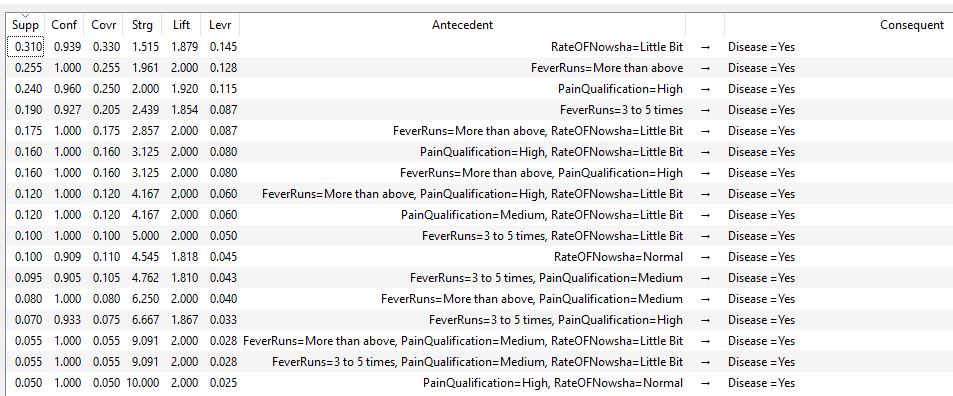 Supp Conf Covr Strg Lift Levr Antecedent Consequent
0.310 0.939 0.330 1.515 1.879 0.145 RateOFNowsha=Little Bit → Disease =Yes
0.255 1.000 0.255 1.961 2.000 0.128 FeverRuns=More than above → Disease =Yes
0.240 0.960 0.250 2.000 1.920 0.115 PainQualification=High → Disease =Yes
0.190 0.927 0.205 2.439 1.854 0.087 FeverRuns=3 to 5 times → Disease =Yes
0.175 1.000 0.175 2.857 2.000 0.087 FeverRuns=More than above, RateOFNowsha=Little Bit → Disease =Yes
0.160 1.000 0.160 3.125 2.000 0.080 PainQualification=High, RateOFNowsha=Little Bit → Disease =Yes
0.160 1.000 0.160 3.125 2.000 0.080 FeverRuns=More than above, PainQualification=High → Disease =Yes
0.120 1.000 0.120 4.167 2.000 0.060 FeverRuns=More than above, PainQualification=High, RateOFNowsha=Little Bit → Disease =Yes
0.120 1.000 0.120 4.167 2.000 0.060 PainQualification=Medium, RateOFNowsha=Little Bit → Disease =Yes
0.100 1.000 0.100 5.000 2.000 0.050 FeverRuns=3 to 5 times, RateOFNowsha=Little Bit → Disease =Yes
0.100 0.909 0.110 4.545 1.818 0.045 RateOFNowsha=Normal → Disease =Yes
0.095 0.905 0.105 4.762 1.810 0.043 FeverRuns=3 to 5 times, PainQualification=Medium → Disease =Yes
0.080 1.000 0.080 6.250 2.000 0.040 FeverRuns=More than above, PainQualification=Medium → Disease =Yes
0.070 0.933 0.075 6.667 1.867 0.033 FeverRuns=3 to 5 times, PainQualification=High → Disease =Yes
0.055 1.000 0.055 9.091 2.000 0.028 FeverRuns=More than above, PainQualification=Medium, RateOFNowsha=Little Bit → Disease =Yes
0.055 1.000 0.055 9.091 2.000 0.028 FeverRuns=3 to 5 times, PainQualification=Medium, RateOFNowsha=Little Bit → Disease =Yes
0.050 1.000 0.050 10.000 2.000 0.025 PainQualification=High, RateOFNowsha=Normal → Disease =Yes